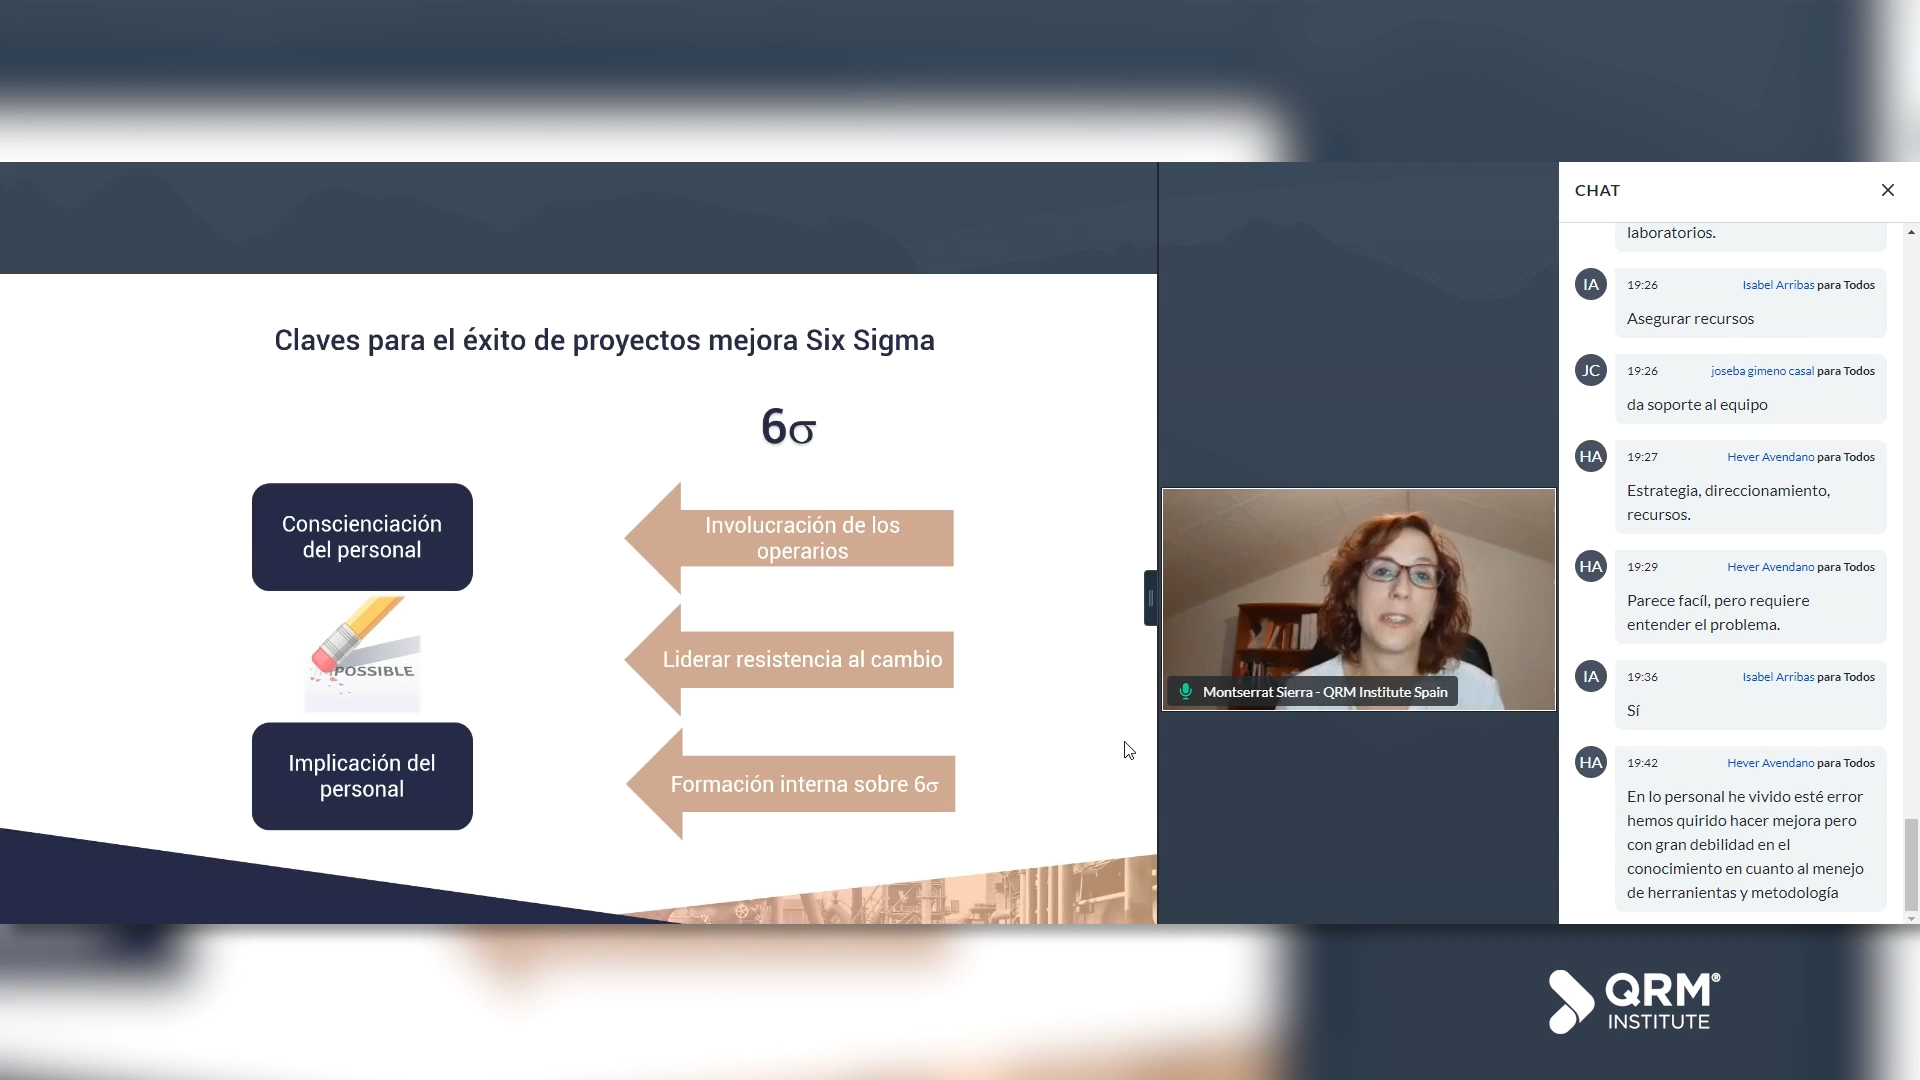 Claves para el éxito de proyectos mejora Six Sigma
6σ
Conscienciación
del personal
POSSIBLE
Implicación del
personal
Involucración de los
operarios
Liderar resistencia al cambio
Formación interna sobre 6σ
Montserrat Sierra - QRM Institute Spain
CHAT
laboratorios.
IA
19:26 Isabel Arribas para Todos
Asegurar recursos
JC
19:26 joseba gimeno casal para Todos
da soporte al equipo
HA
19:27 Hever Avendano para Todos
Estrategia, direccionamiento,
recursos.
HA
19:29 Hever Avendano para Todos
Parece facíl, pero requiere
entender el problema.
IA
19:36 Isabel Arribas para Todos
Sí
HA
19:42 Hever Avendano para Todos
En lo personal he vivido esté error
hemos quirido hacer mejora pero
con gran debilidad en el
conocimiento en cuanto al menejo
de herranientas y metodología
QRM®
INSTITUTE